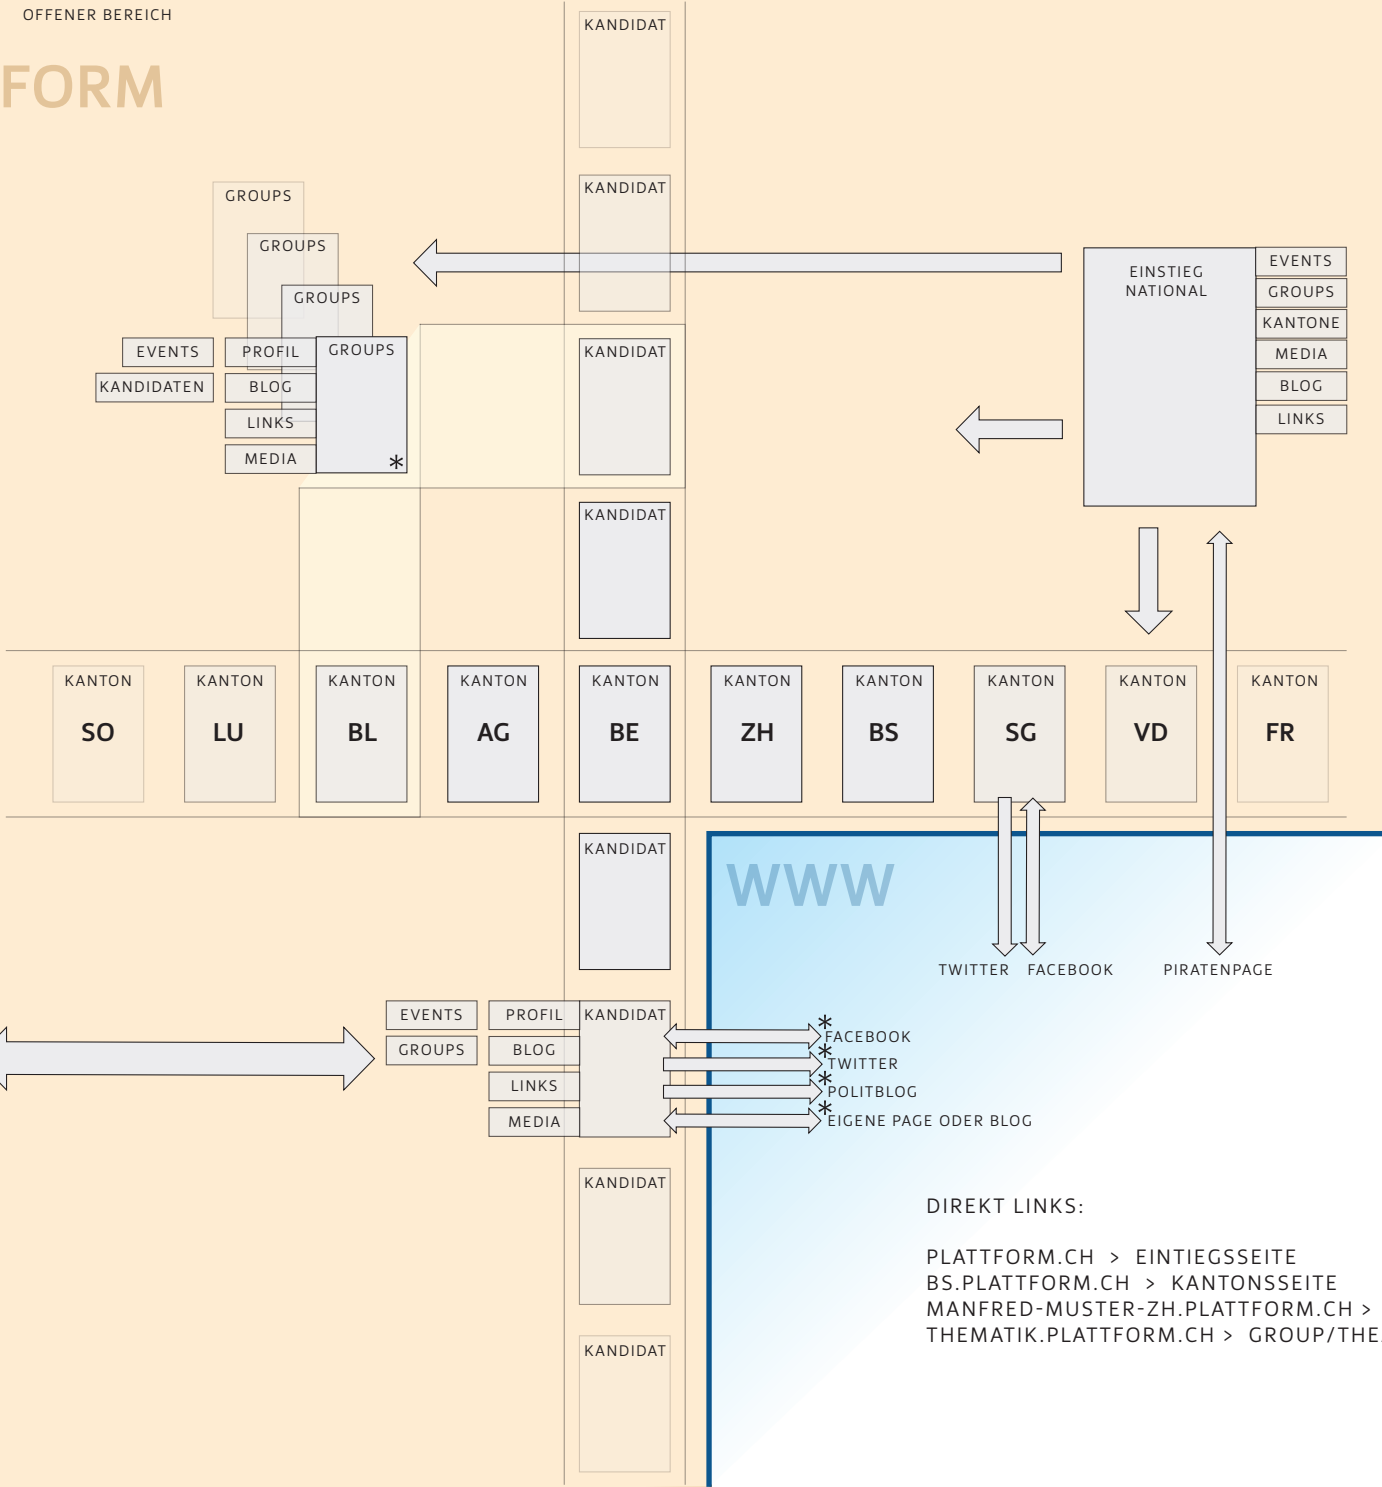 OFFENER BEREICH
FORM
KANDIDAT
KANDIDAT
GROUPS
GROUPS
GROUPS
GROUPS
EVENTS
PROFIL
KANDIDATEN
BLOG
LINKS
MEDIA
*
KANDIDAT
EINSTIEG
NATIONAL
EVENTS
GROUPS
KANTONE
MEDIA
BLOG
LINKS
KANDIDAT
KANTON
SO
KANTON
LU
KANTON
BL
KANTON
AG
KANTON
BE
KANTON
ZH
KANTON
BS
KANTON
SG
KANTON
VD
KANTON
FR
KANDIDAT
WWW
TWITTER
FACEBOOK
PIRATENPAGE
EVENTS
PROFIL
KANDIDAT
GROUPS
BLOG
LINKS
MEDIA
*FACEBOOK
*TWITTER
*POLITBLOG
*EIGENE PAGE ODER BLOG
KANDIDAT
KANDIDAT
DIREKT LINKS:
PLATTFORM.CH > EINTIEGSSEITE
BS.PLATTFORM.CH > KANTONSSEITE
MANFRED-MUSTER-ZH.PLATTFORM.CH >
THEMATIK.PLATTFORM.CH > GROUP/THE